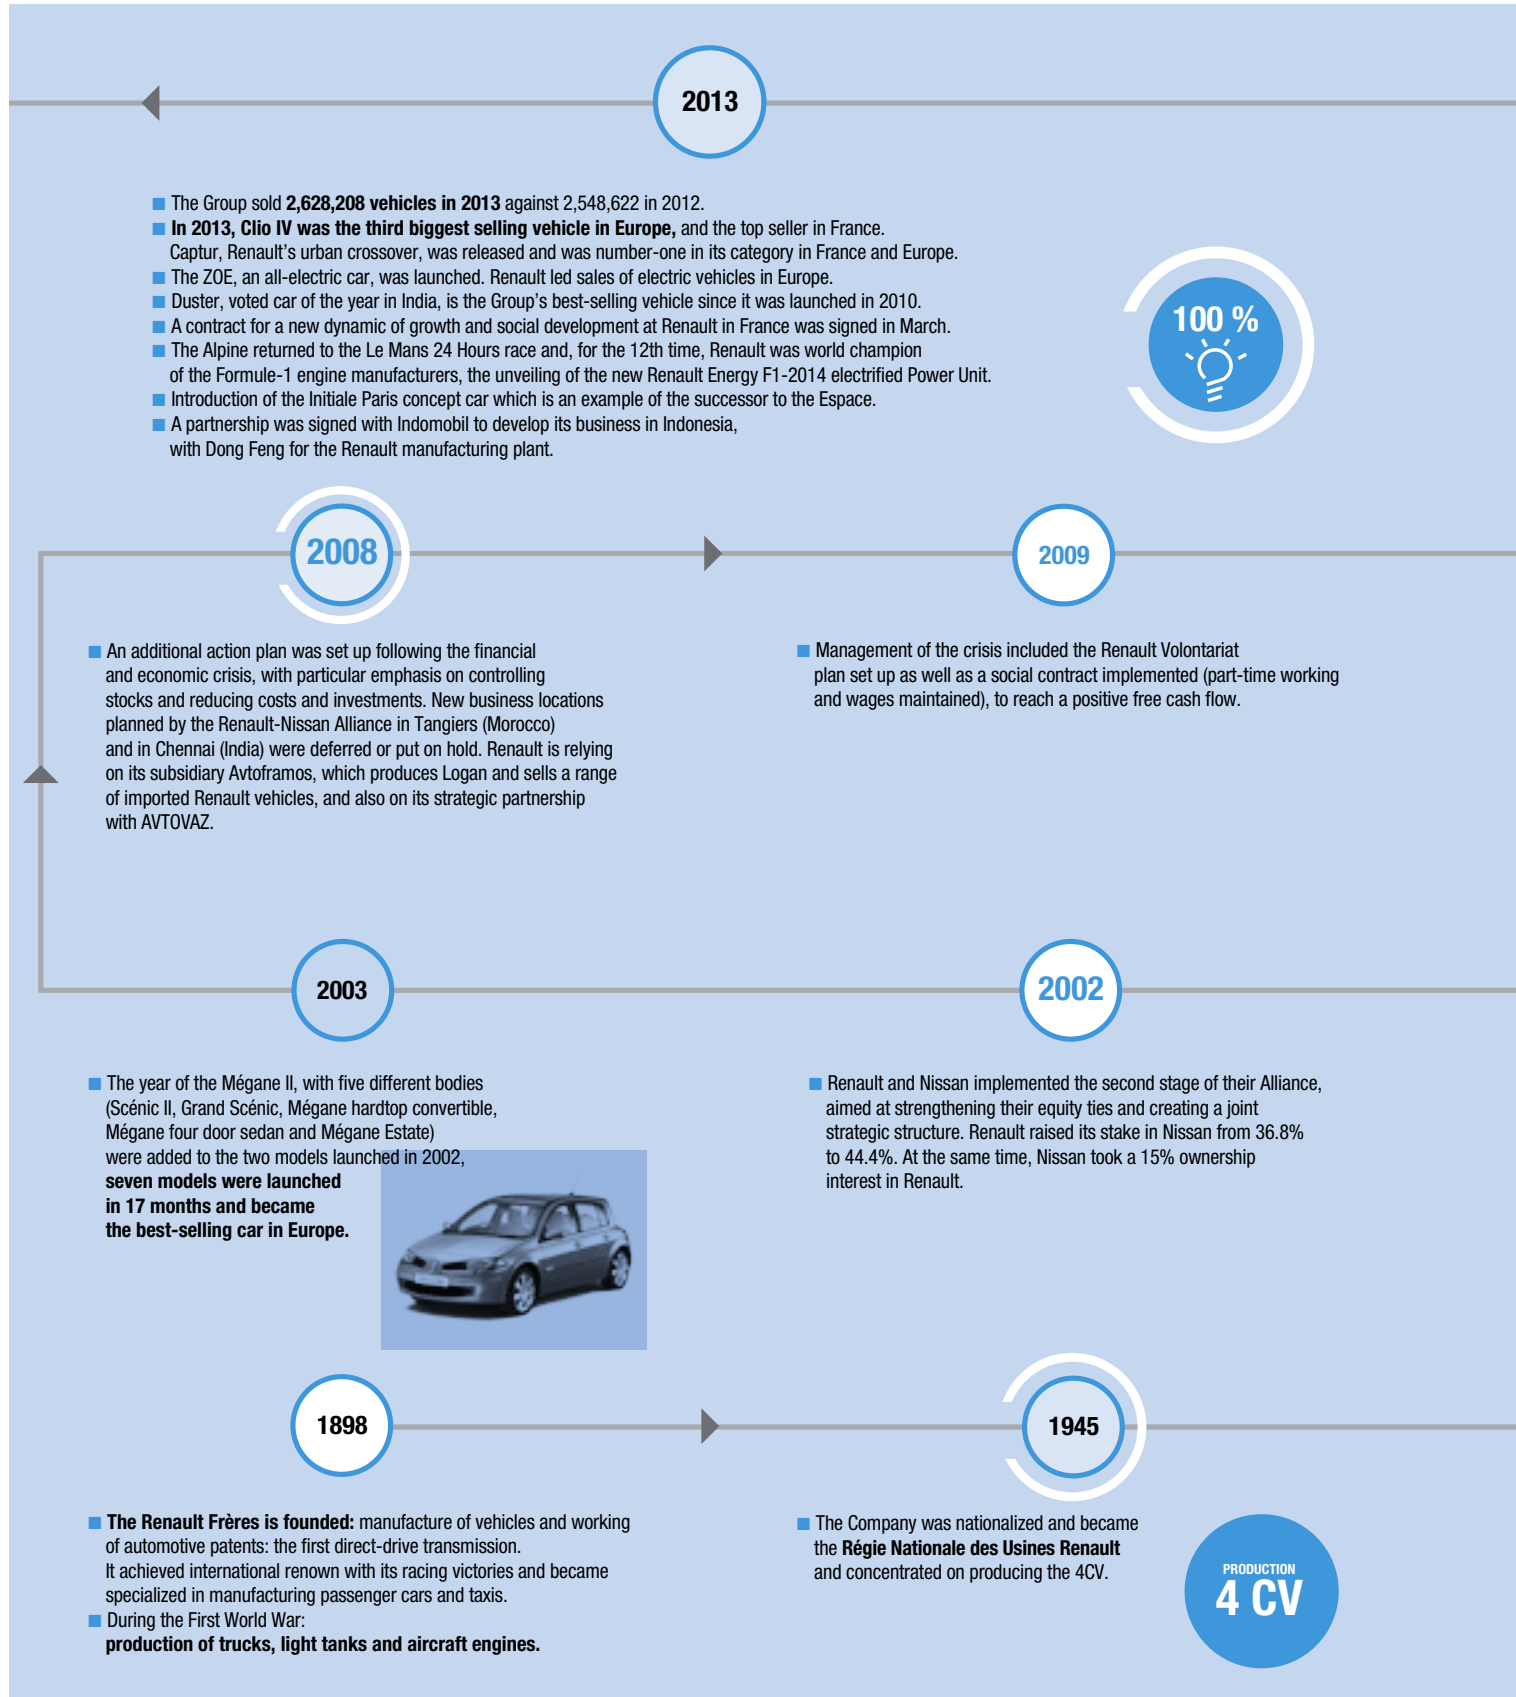 2013
The Group sold 2,628,208 vehicles in 2013 against 2,548,622 in 2012.
In 2013, Clio IV was the third biggest selling vehicle in Europe, and the top seller in France.
Captur, Renault's urban crossover, was released and was number-one in its category in France and Europe.
The ZOE, an all-electric car, was launched. Renault led sales of electric vehicles in Europe.
Duster, voted car of the year in India, is the Group's best-selling vehicle since it was launched in 2010.
A contract for a new dynamic of growth and social development at Renault in France was signed in March.
The Alpine returned to the Le Mans 24 Hours race and, for the 12th time, Renault was world champion
of the Formule-1 engine manufacturers, the unveiling of the new Renault Energy F1-2014 electrified Power Unit.
Introduction of the Initiale Paris concept car which is an example of the successor to the Espace.
A partnership was signed with Indomobil to develop its business in Indonesia,
with Dong Feng for the Renault manufacturing plant.
100 %
2008
An additional action plan was set up following the financial
and economic crisis, with particular emphasis on controlling
stocks and reducing costs and investments. New business locations
planned by the Renault-Nissan Alliance in Tangiers (Morocco)
and in Chennai (India) were deferred or put on hold. Renault is relying
on its subsidiary Avtoframos, which produces Logan and sells a range
of imported Renault vehicles, and also on its strategic partnership
with AVTOVAZ.
2009
Management of the crisis included the Renault Volontariat
plan set up as well as a social contract implemented (part-time working
and wages maintained), to reach a positive free cash flow.
2003
The year of the Mégane II, with five different bodies
(Scénic II, Grand Scénic, Mégane hardtop convertible,
Mégane four door sedan and Mégane Estate)
were added to the two models launched in 2002,
seven models were launched
in 17 months and became
the best-selling car in Europe.
2002
Renault and Nissan implemented the second stage of their Alliance,
aimed at strengthening their equity ties and creating a joint
strategic structure. Renault raised its stake in Nissan from 36.8%
to 44.4%. At the same time, Nissan took a 15% ownership
interest in Renault.
1898
The Renault Frères is founded: manufacture of vehicles and working
of automotive patents: the first direct-drive transmission.
It achieved international renown with its racing victories and became
specialized in manufacturing passenger cars and taxis.
During the First World War:
production of trucks, light tanks and aircraft engines.
1945
The Company was nationalized and became
the Régie Nationale des Usines Renault
and concentrated on producing the 4CV.
PRODUCTION
4 CV